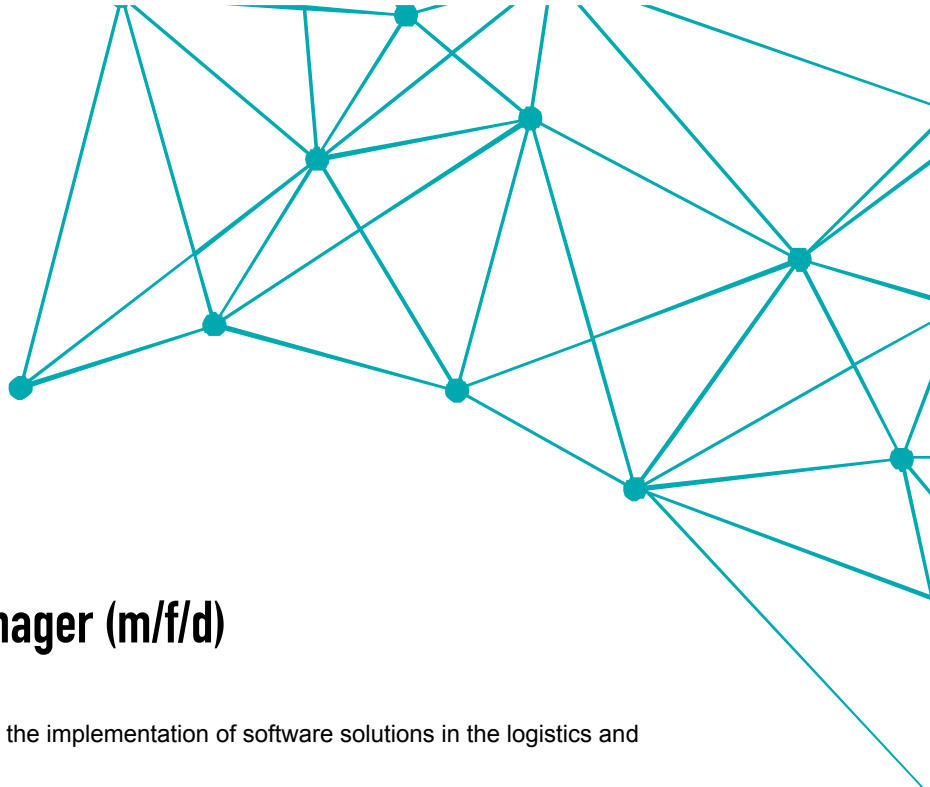 nager (m/f/d)
the implementation of software solutions in the logistics and